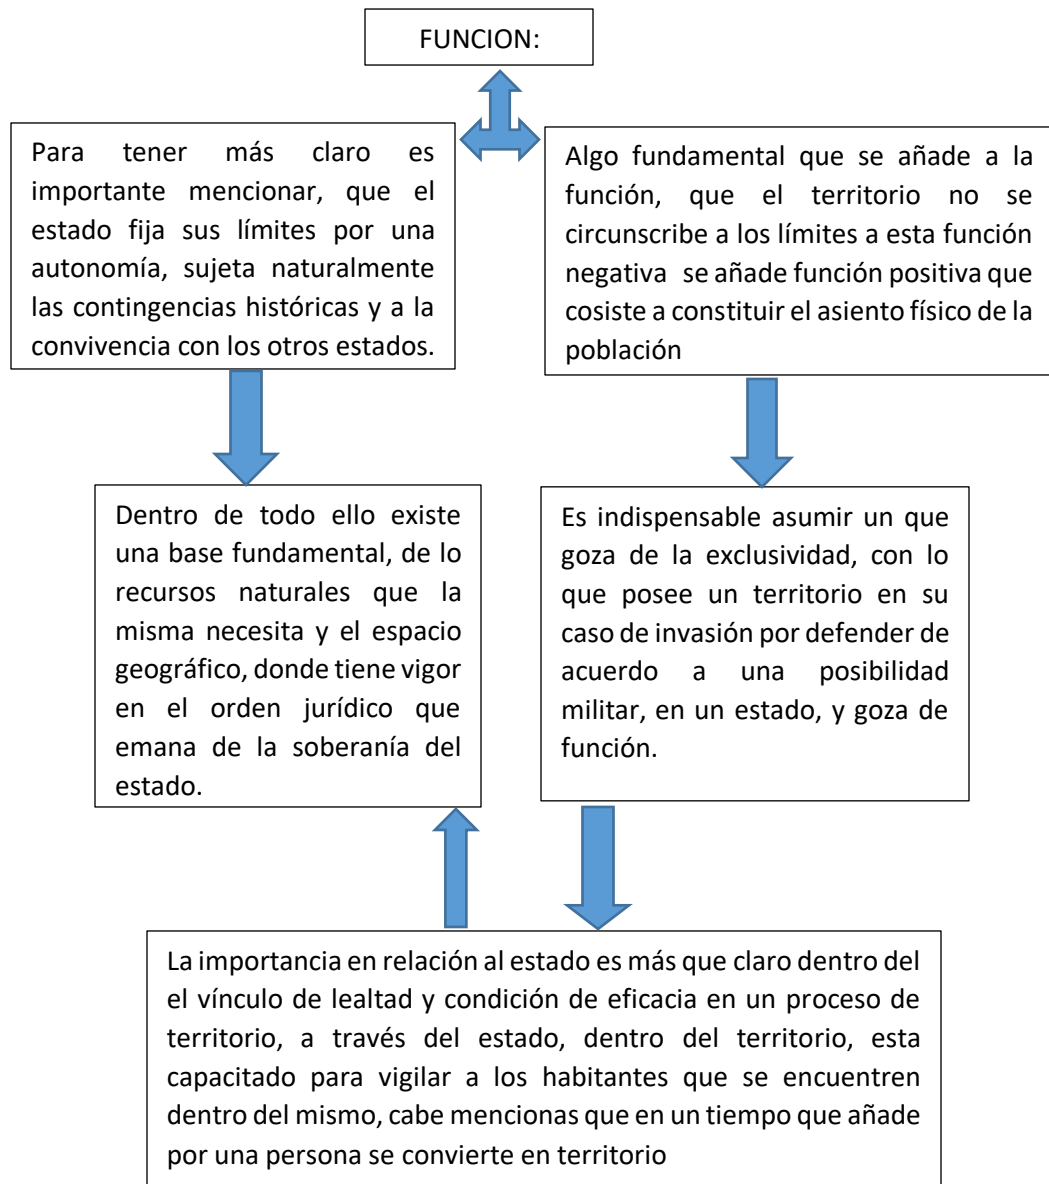 FUNCION:
Para tener más claro es
importante mencionar, que el
estado fija sus límites por una
autonomía, sujeta naturalmente
las contingencias históricas y a la
convivencia con los otros estados.
Algo fundamental que se añade a la
función, que el territorio no se
circunscribe a los límites a esta función
negativa se añade función positiva que
cosiste a constituir el asiento físico de la
población
Dentro de todo ello existe
una base fundamental, de lo
recursos naturales que la
misma necesita y el espacio
geográfico, donde tiene vigor
en el orden jurídico que
emana de la soberanía del
estado.
Es indispensable asumir un que
goza de la exclusividad, con lo
que posee un territorio en su
caso de invasión por defender de
acuerdo a una posibilidad
militar, en un estado, y goza de
función.
La importancia en relación al estado es más que claro dentro del
el vínculo de lealtad y condición de eficacia en un proceso de
territorio, a través del estado, dentro del territorio, esta
capacitado para vigilar a los habitantes que se encuentren
dentro del mismo, cabe mencionas que en un tiempo que añade
por una persona se convierte en territorio